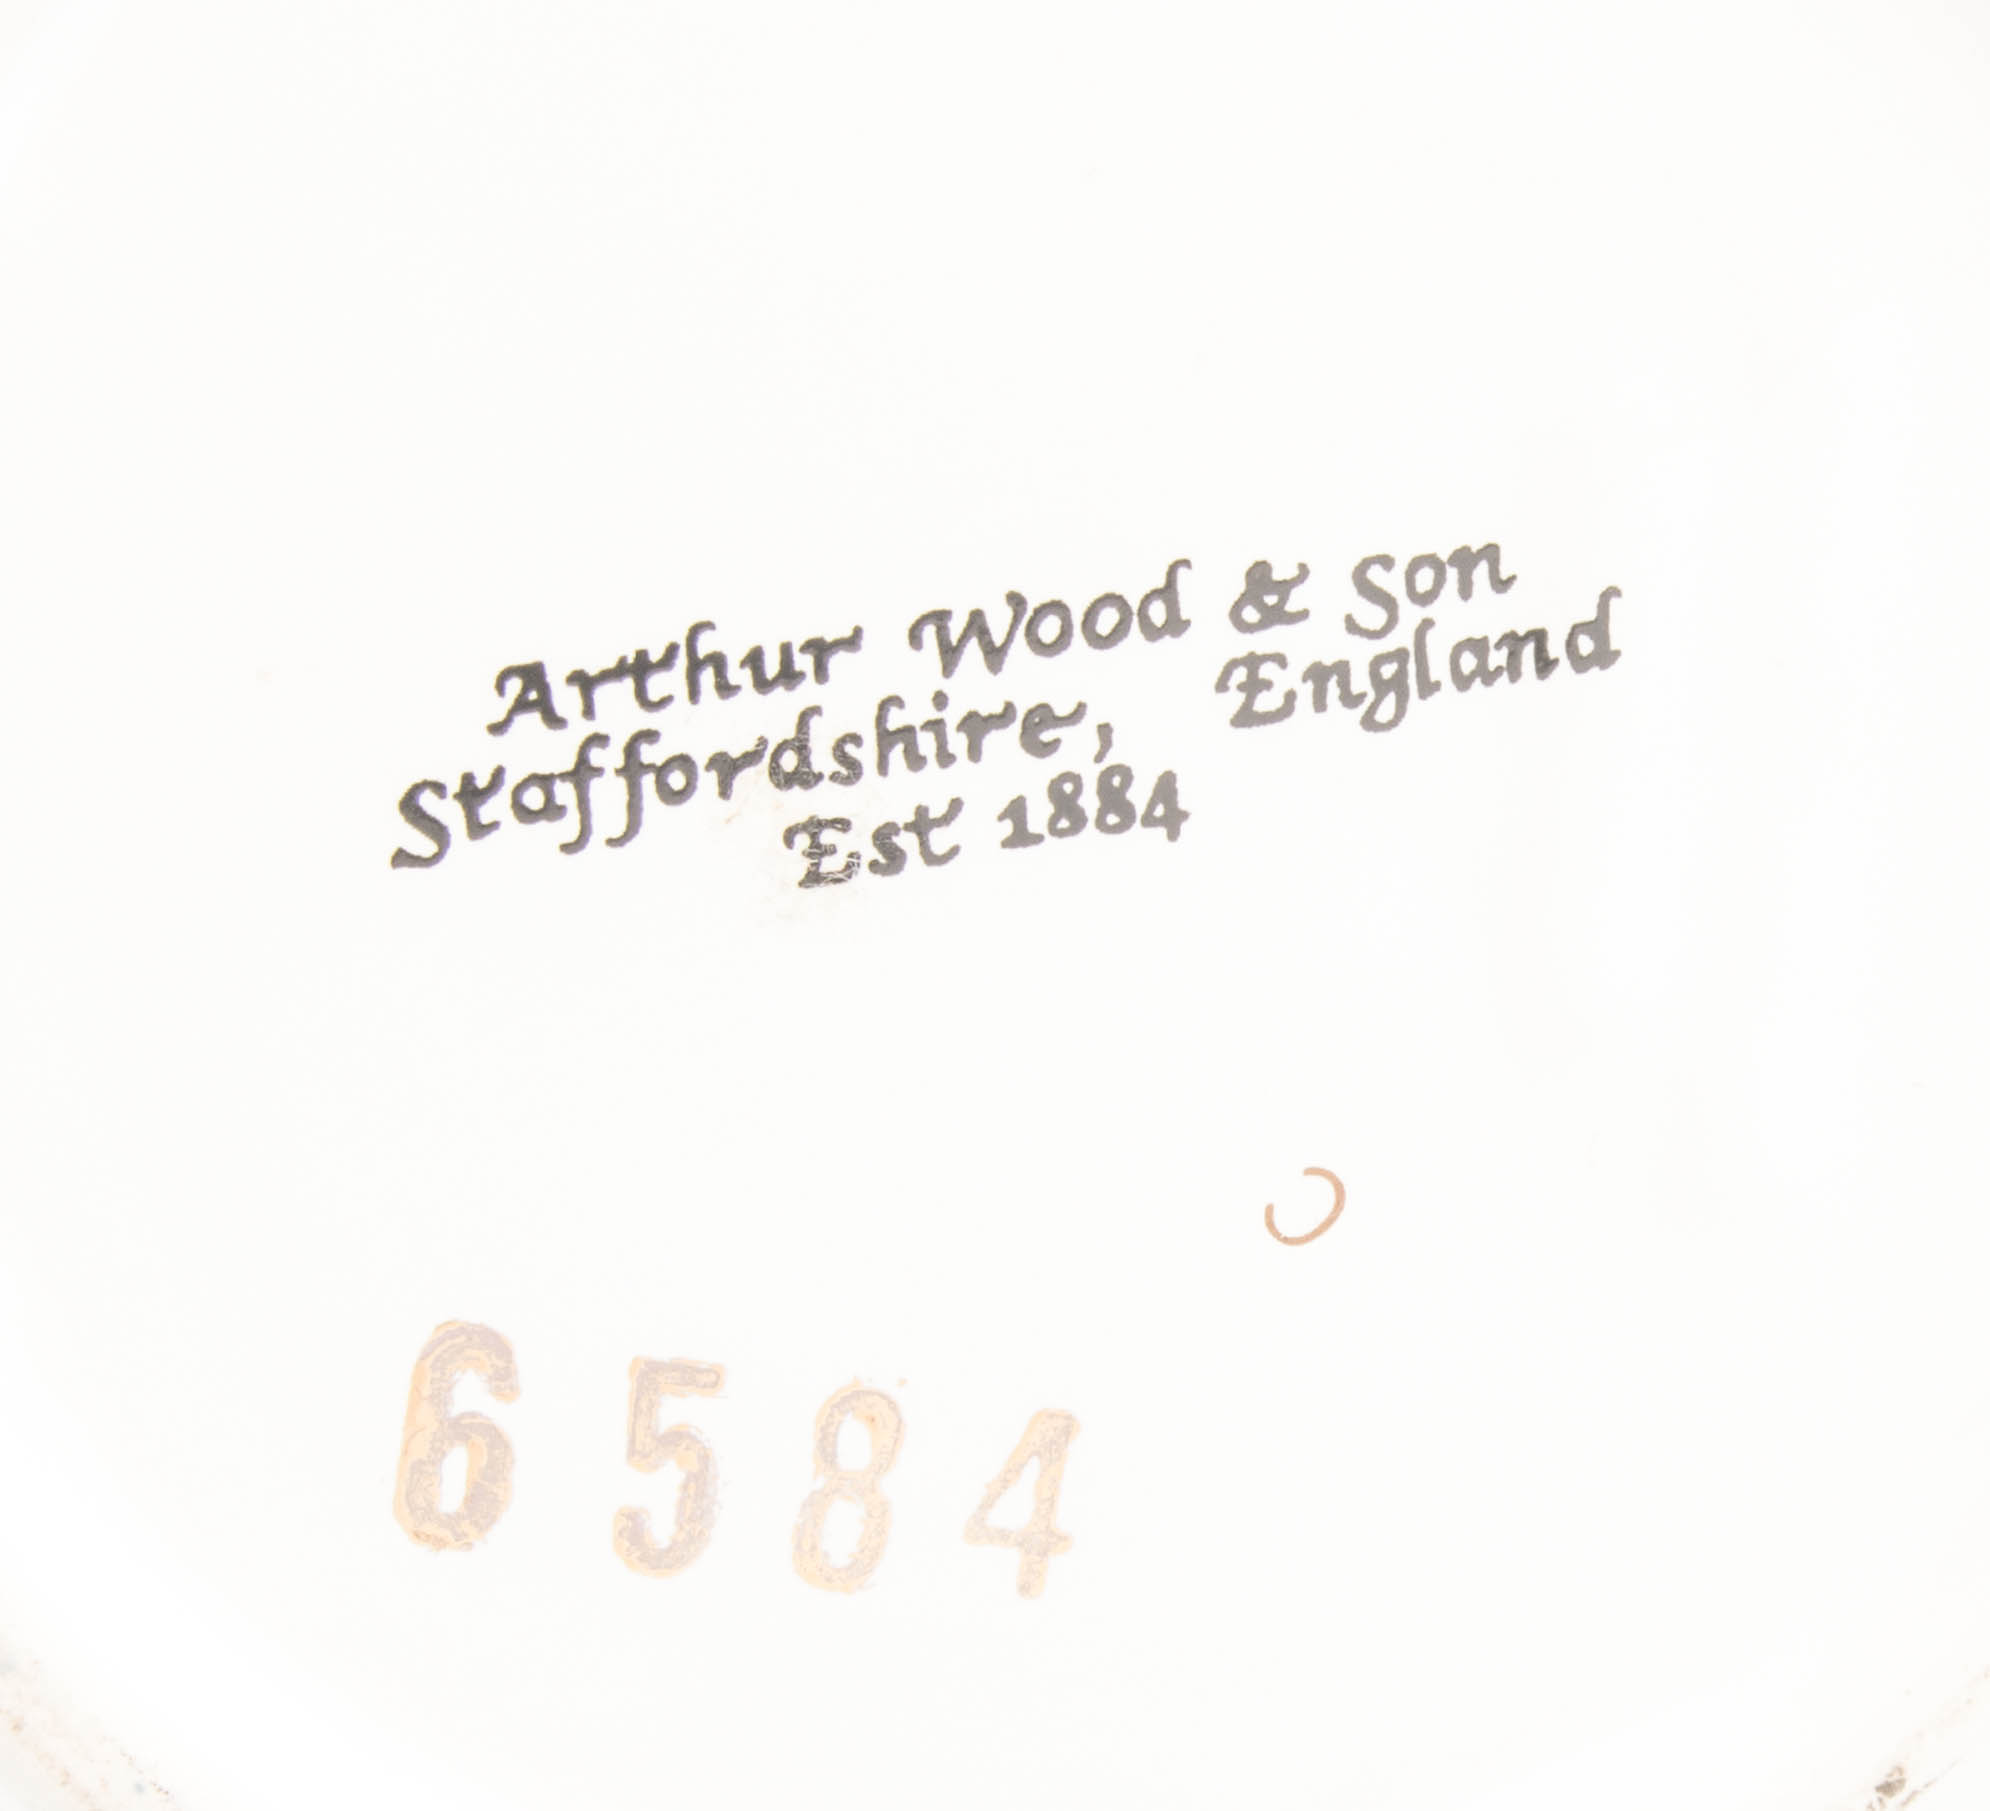 Arthur Wood & Son
Staffordshire, England
Est 1884
6584